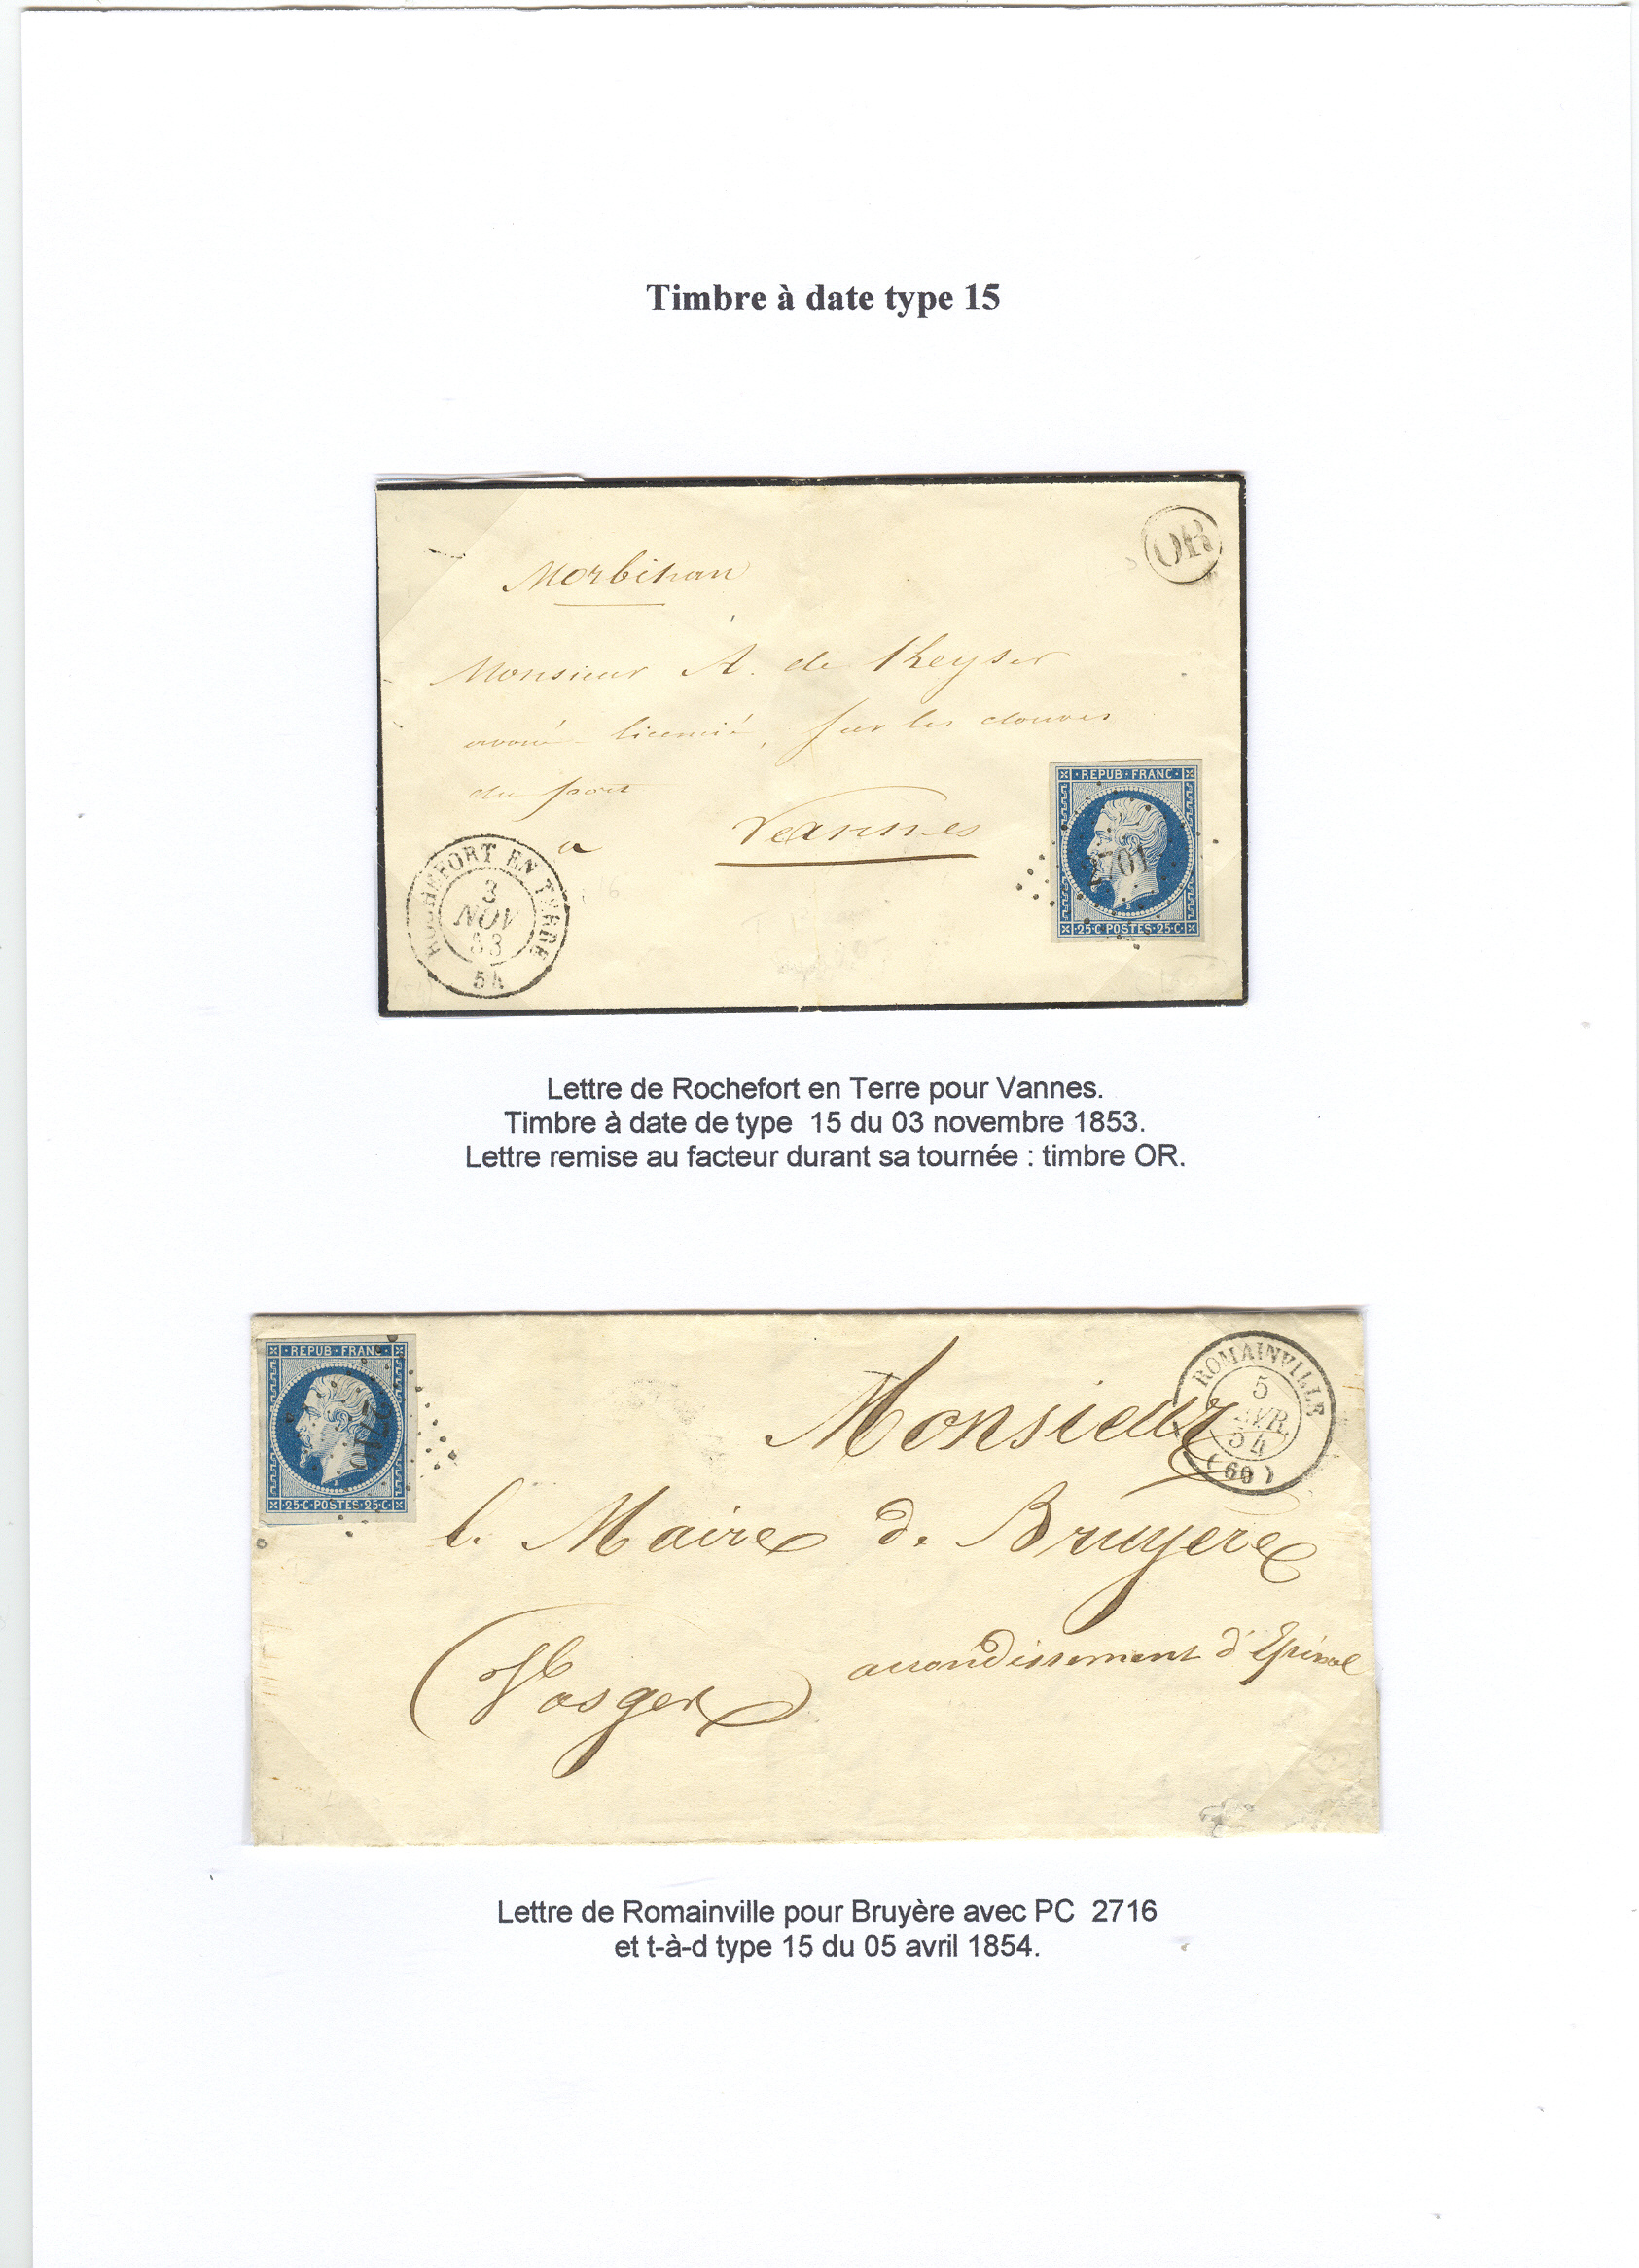 Timbre à date type 15
OR
Morbihan
Monsieur A. de Kheyser
avoué licencié, sur les douves
du port
a Vannes
REPUB·FRANC·
2701
·25·C·POSTES·25·C·
ROCHEFORT EN TERRE
3
NOV
53
54
Lettre de Rochefort en Terre pour Vannes.
Timbre à date de type 15 du 03 novembre 1853.
Lettre remise au facteur durant sa tournée : timbre OR.
·REPUB·FRANC·
2716
·25·C·POSTES·25·C·
ROMAINVILLE
5
AVR.
54
(60)
Monsieur
le Maire de Bruyere
(Vosges) arrondissement d'Epinal
Lettre de Romainville pour Bruyère avec PC 2716
et t-à-d type 15 du 05 avril 1854.